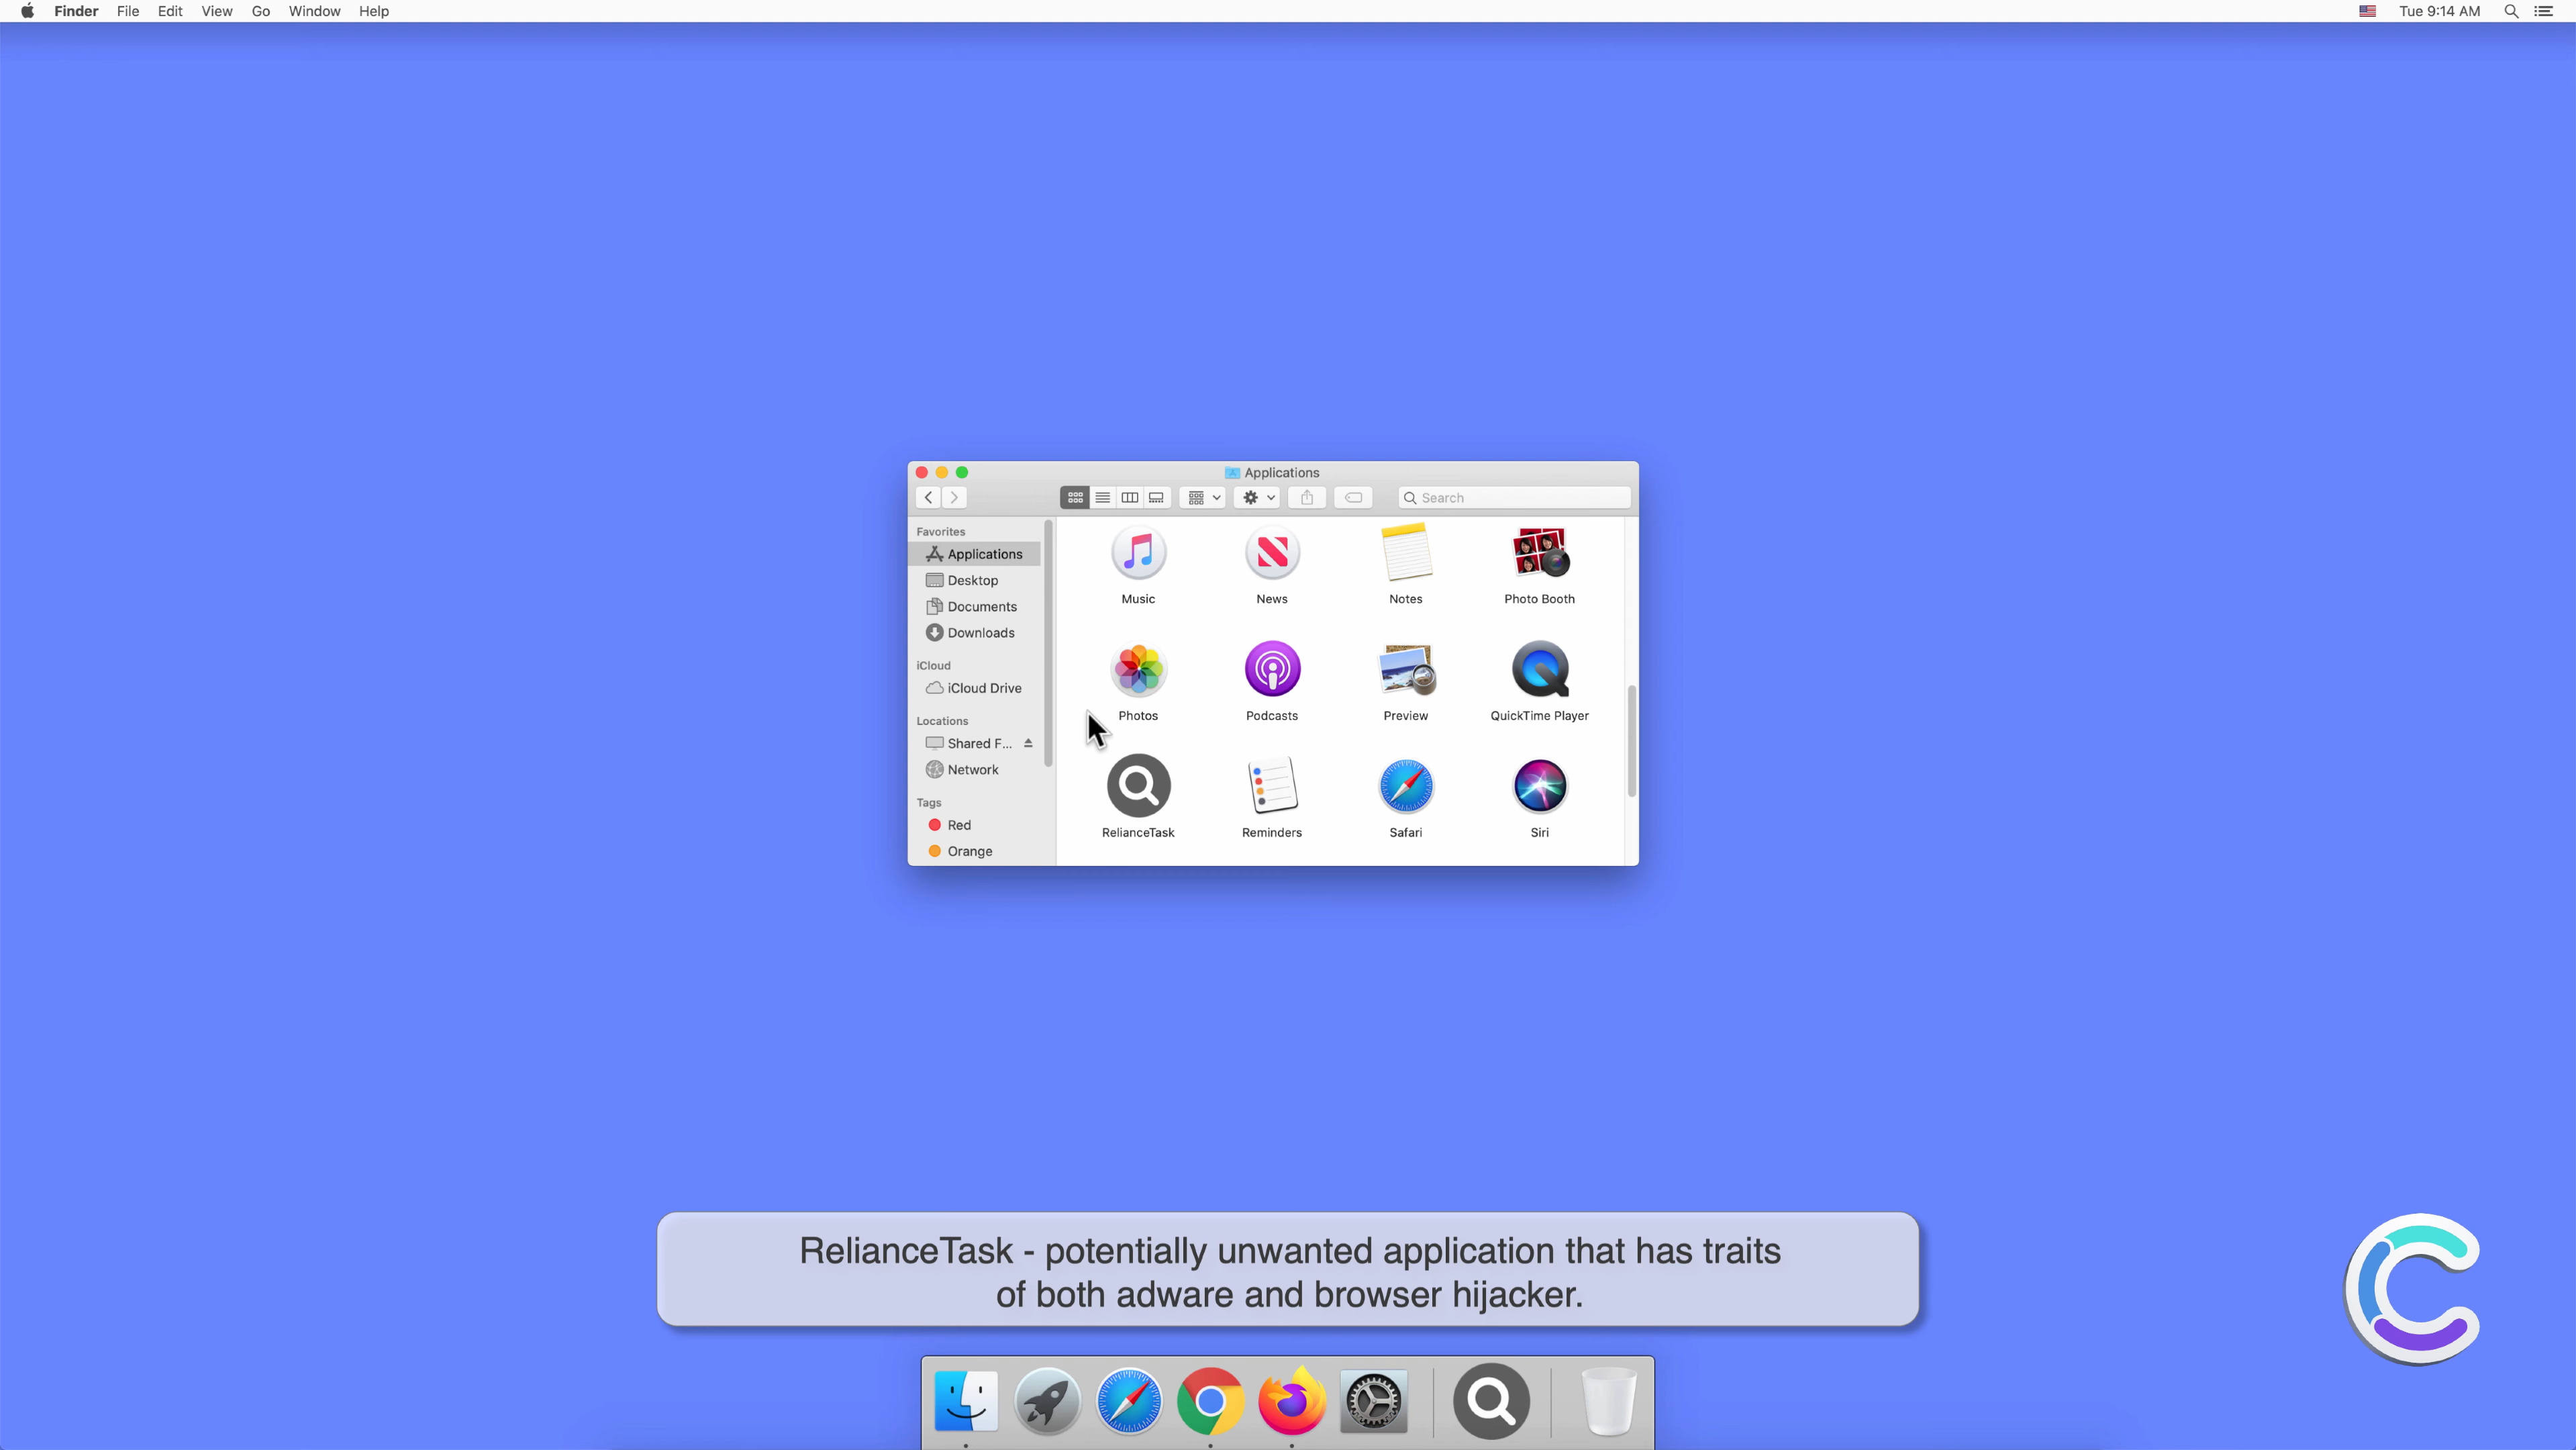 Finder File Edit View Go Window Help Tue 9:14 AM
Applications
Search
Favorites
Applications
Desktop
Documents
Downloads
iCloud
iCloud Drive
Locations
Shared F...
Network
Tags
Red
Orange
Music News Notes Photo Booth
Photos Podcasts Preview QuickTime Player
RelianceTask Reminders Safari Siri
RelianceTask - potentially unwanted application that has traits
of both adware and browser hijacker.